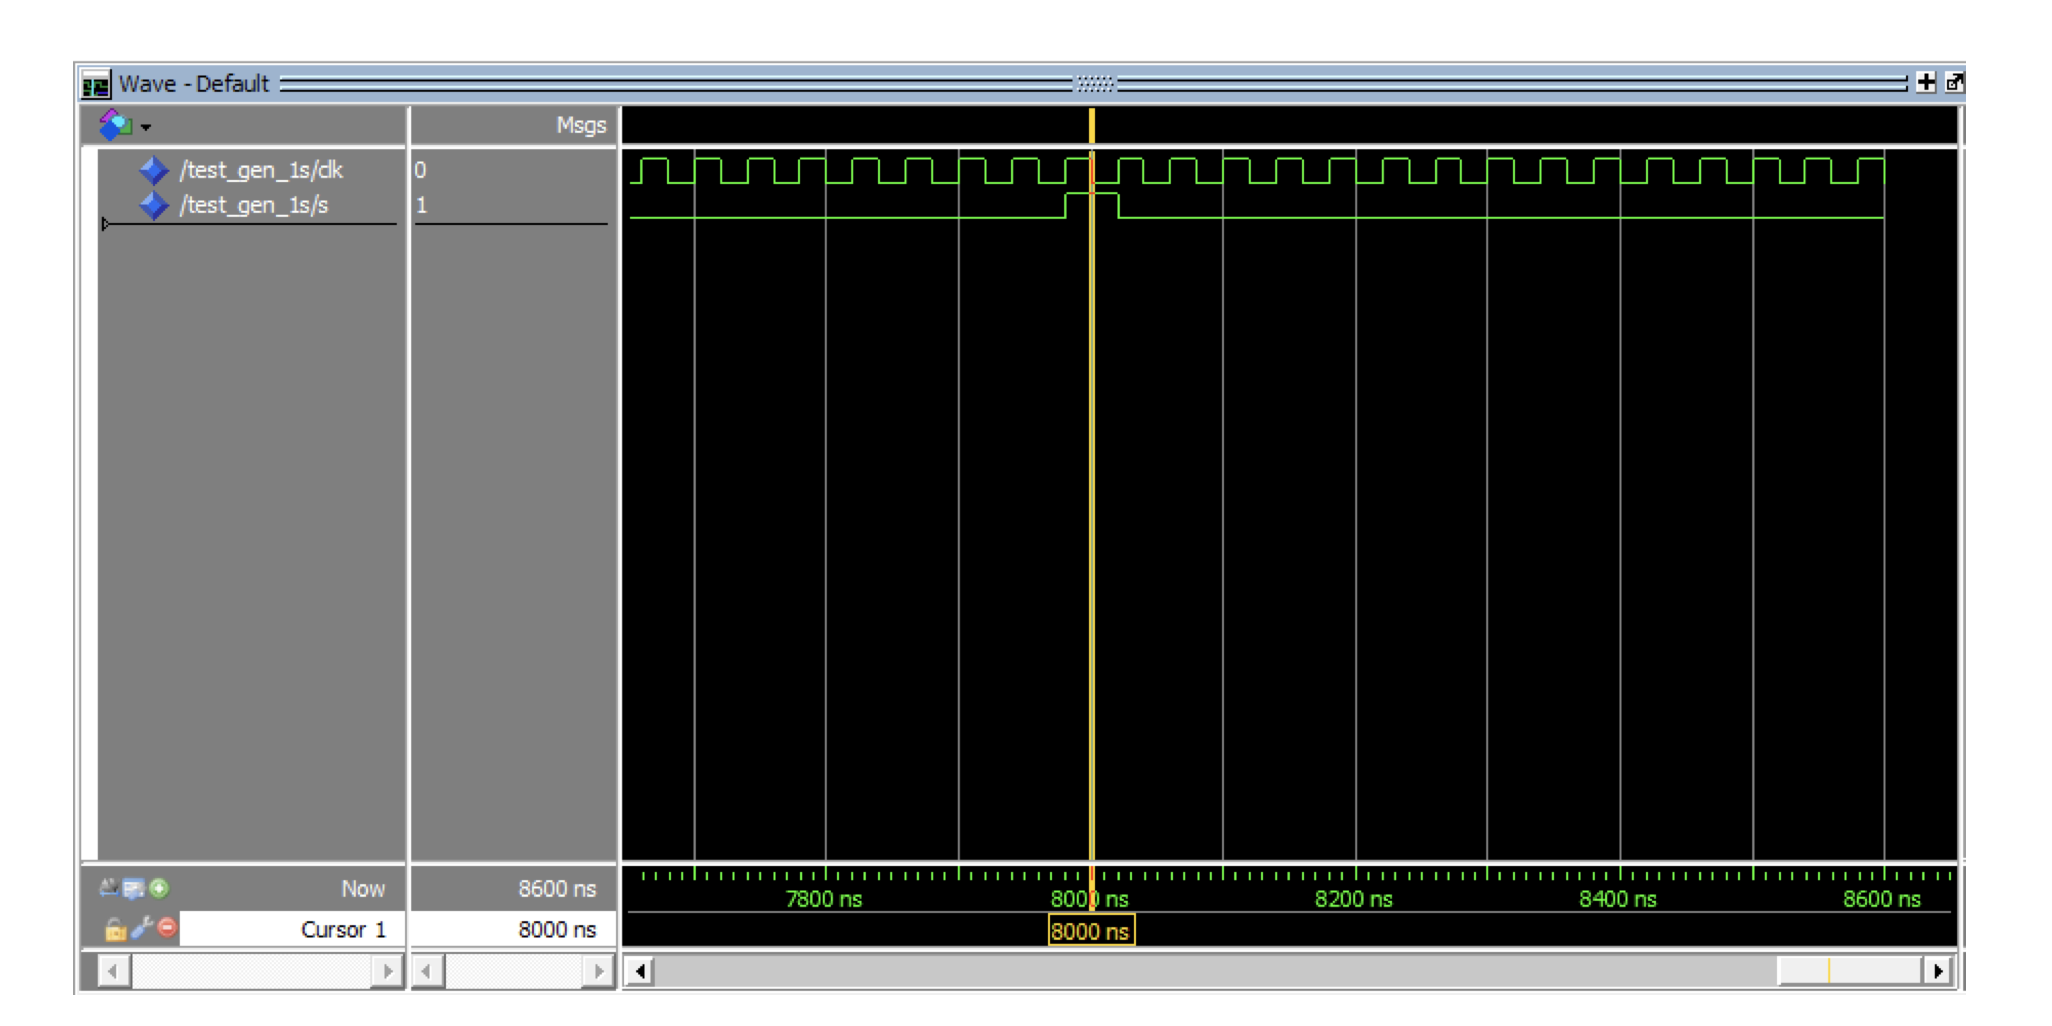 Wave - Default
Msgs
/test_gen_1s/clk 0
/test_gen_1s/s 1
Now 8600 ns
7800 ns 8000 ns 8200 ns 8400 ns 8600 ns
Cursor 1 8000 ns
8000 ns